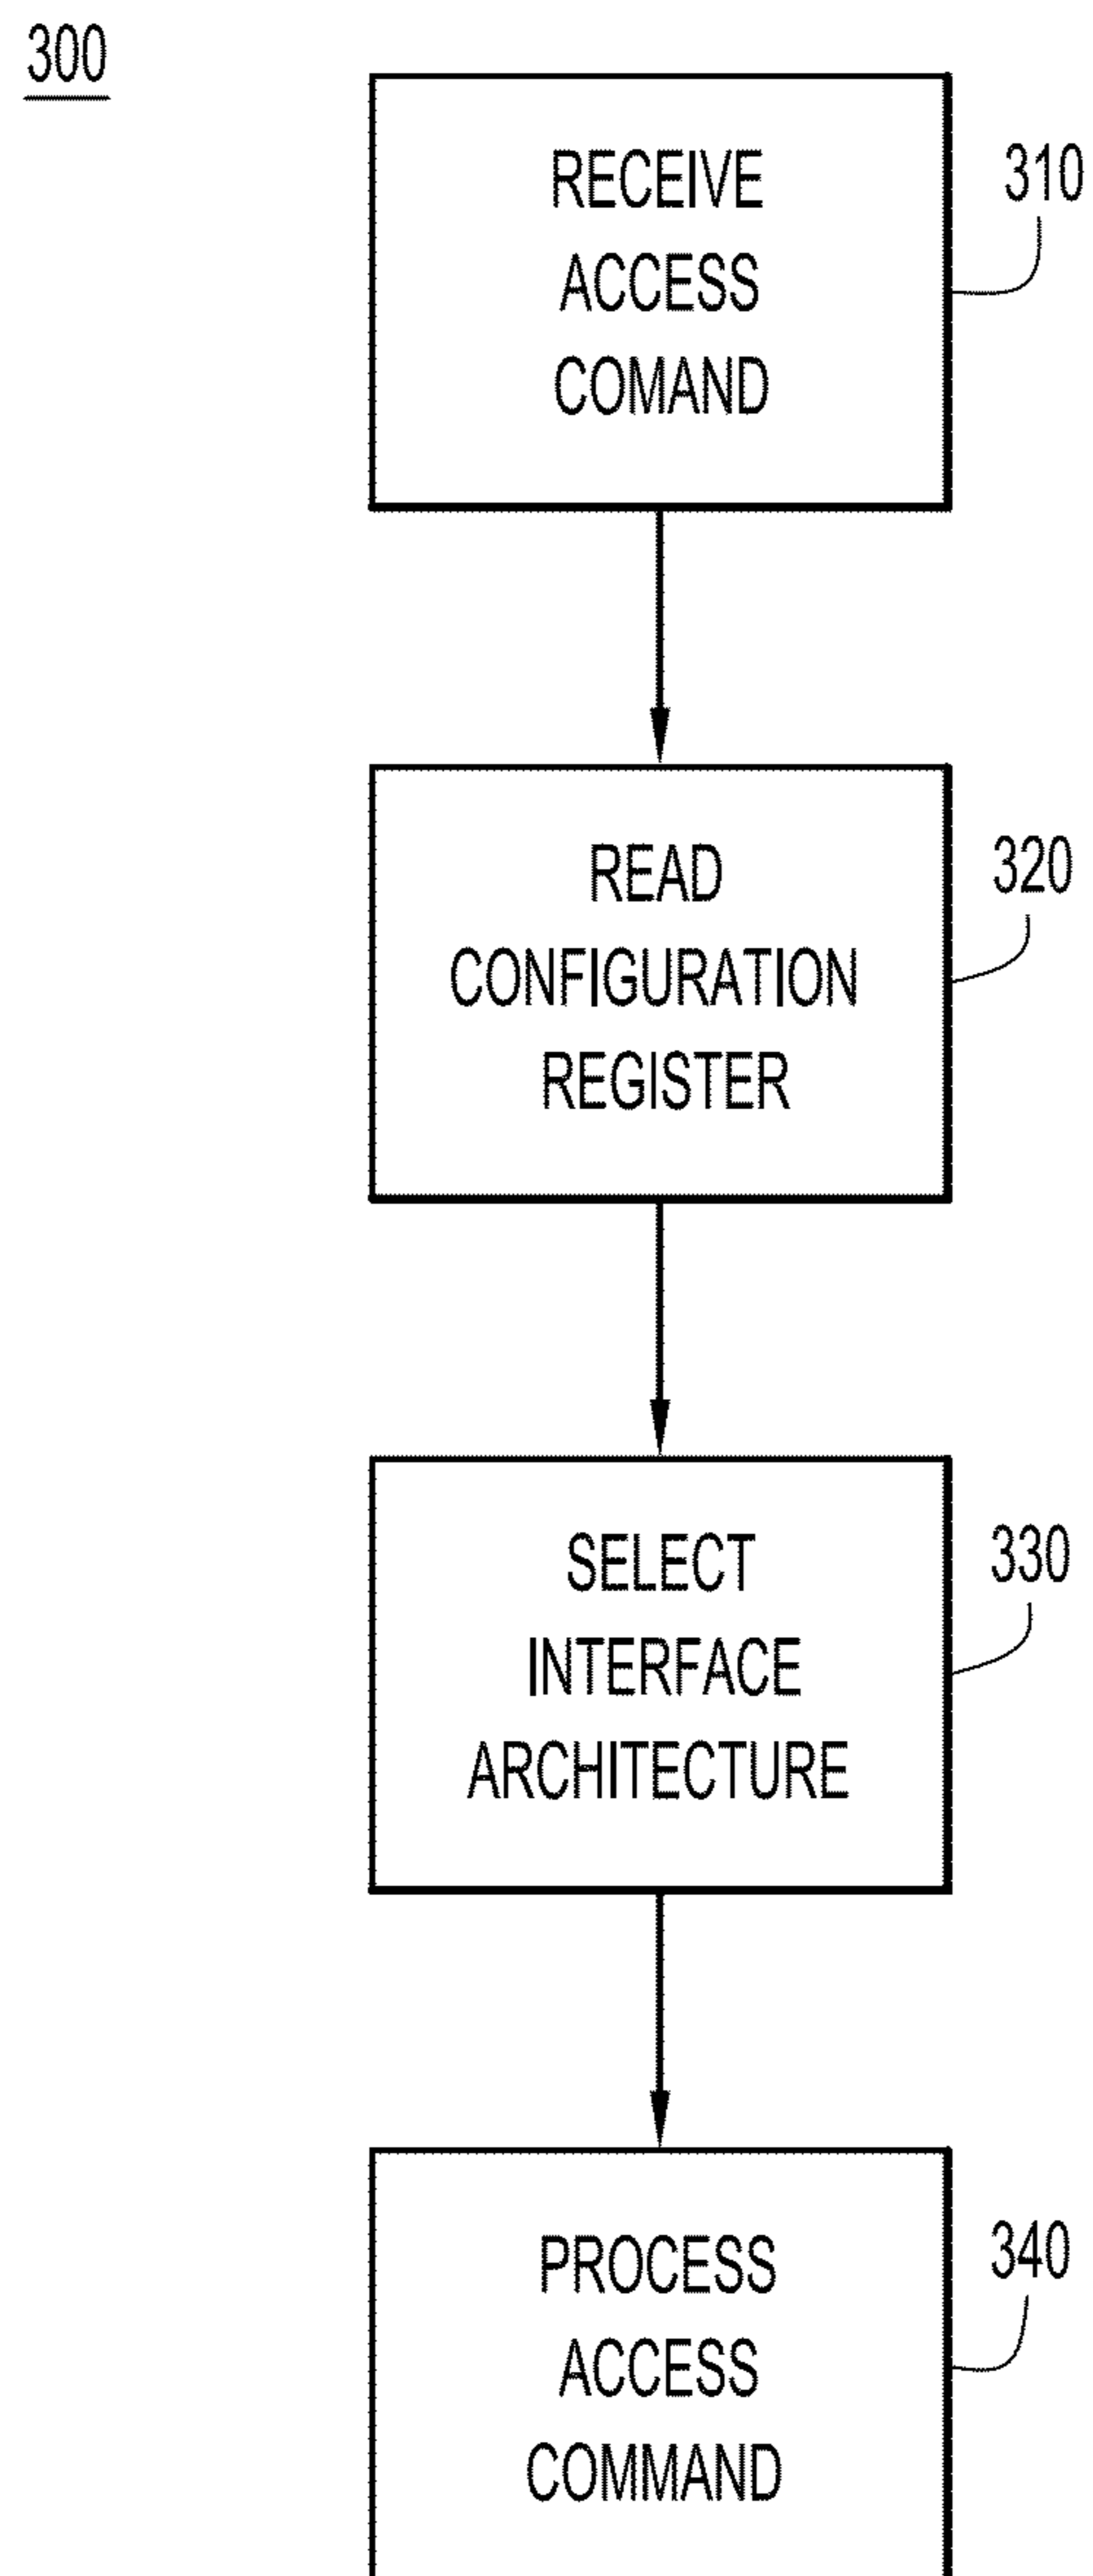 300
RECEIVE
ACCESS
COMAND
310
READ
CONFIGURATION
REGISTER
320
SELECT
INTERFACE
ARCHITECTURE
330
PROCESS
ACCESS
COMMAND
340